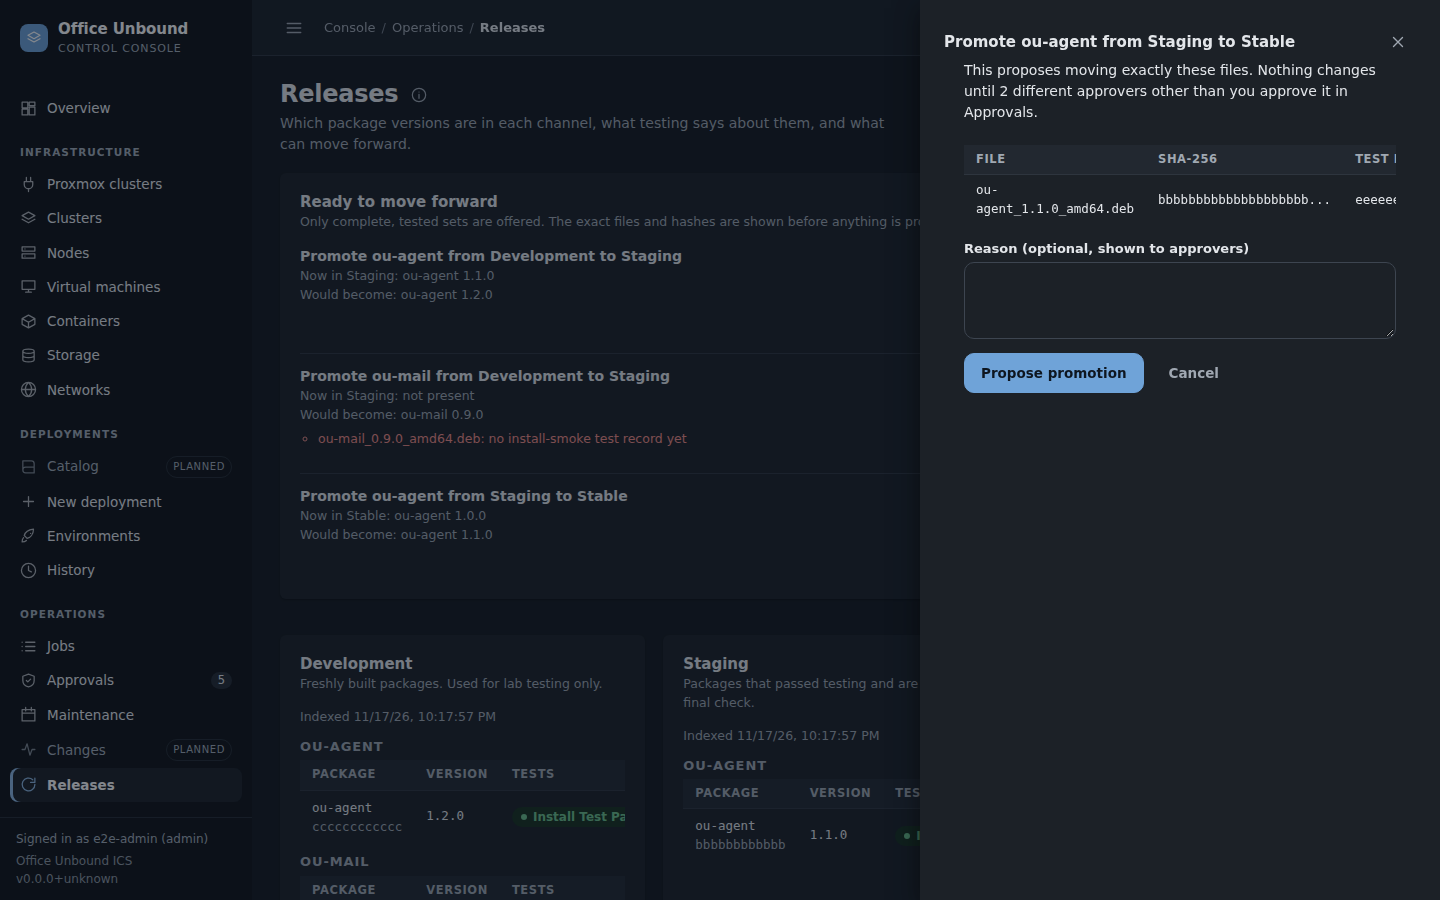 Office Unbound
CONTROL CONSOLE
Overview
INFRASTRUCTURE
Proxmox clusters
Clusters
Nodes
Virtual machines
Containers
Storage
Networks
DEPLOYMENTS
Catalog PLANNED
New deployment
Environments
History
OPERATIONS
Jobs
Approvals 5
Maintenance
Changes PLANNED
Releases
Signed in as e2e-admin (admin)
Office Unbound ICS
v0.0.0+unknown
Console / Operations / Releases
Releases
Which package versions are in each channel, what testing says about them, and what
can move forward.
Ready to move forward
Only complete, tested sets are offered. The exact files and hashes are shown before anything is pr
Promote ou-agent from Development to Staging
Now in Staging: ou-agent 1.1.0
Would become: ou-agent 1.2.0
Promote ou-mail from Development to Staging
Now in Staging: not present
Would become: ou-mail 0.9.0
ou-mail_0.9.0_amd64.deb: no install-smoke test record yet
Promote ou-agent from Staging to Stable
Now in Stable: ou-agent 1.0.0
Would become: ou-agent 1.1.0
Development
Freshly built packages. Used for lab testing only.
Indexed 11/17/26, 10:17:57 PM
OU-AGENT
PACKAGE VERSION TESTS
ou-agent
cccccccccccc
1.2.0
Install Test Pa
OU-MAIL
PACKAGE VERSION TESTS
Staging
Packages that passed testing and are
final check.
Indexed 11/17/26, 10:17:57 PM
OU-AGENT
PACKAGE VERSION TES
ou-agent
bbbbbbbbbbbb
1.1.0
Promote ou-agent from Staging to Stable
This proposes moving exactly these files. Nothing changes
until 2 different approvers other than you approve it in
Approvals.
FILE SHA-256 TEST
ou-
agent_1.1.0_amd64.deb
bbbbbbbbbbbbbbbbbbbb...
eeeeee
Reason (optional, shown to approvers)
Propose promotion Cancel